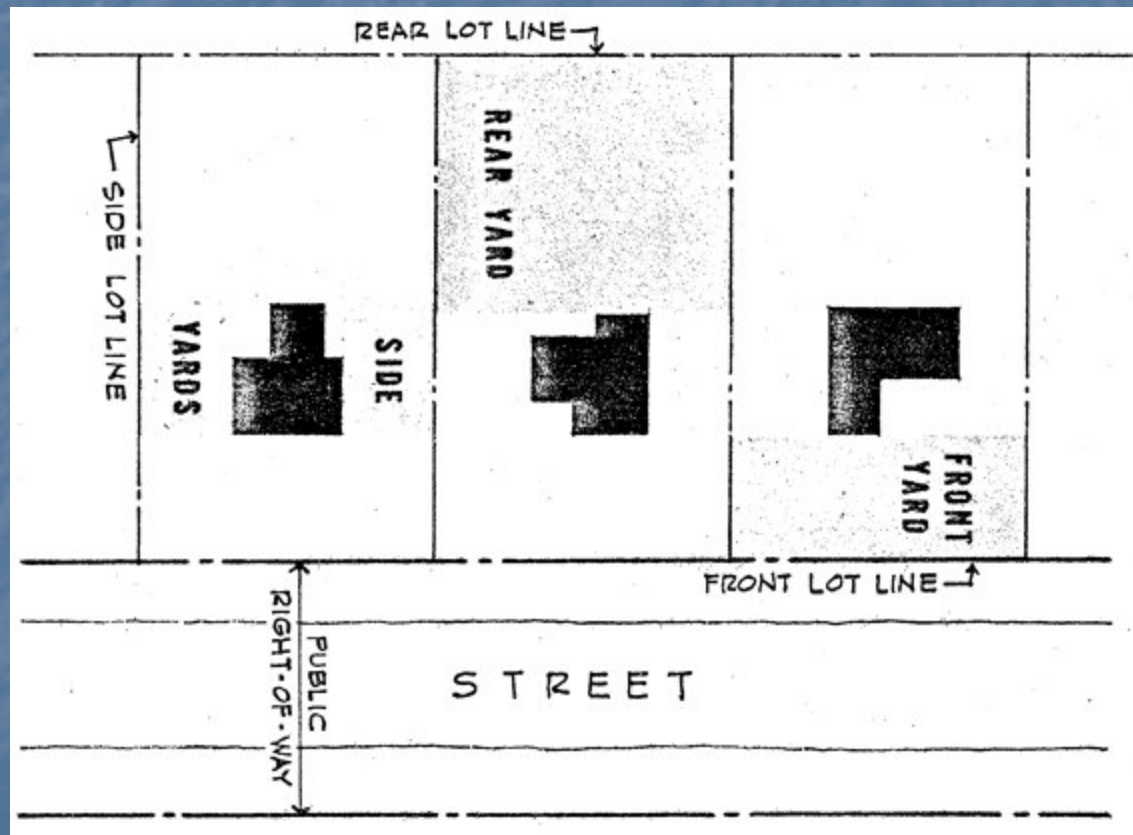 REAR LOT LINE
SIDE LOT LINE
REAR YARD
YARDS
SIDE
FRONT
YARD
FRONT LOT LINE
PUBLIC
RIGHT-OF-WAY
STREET